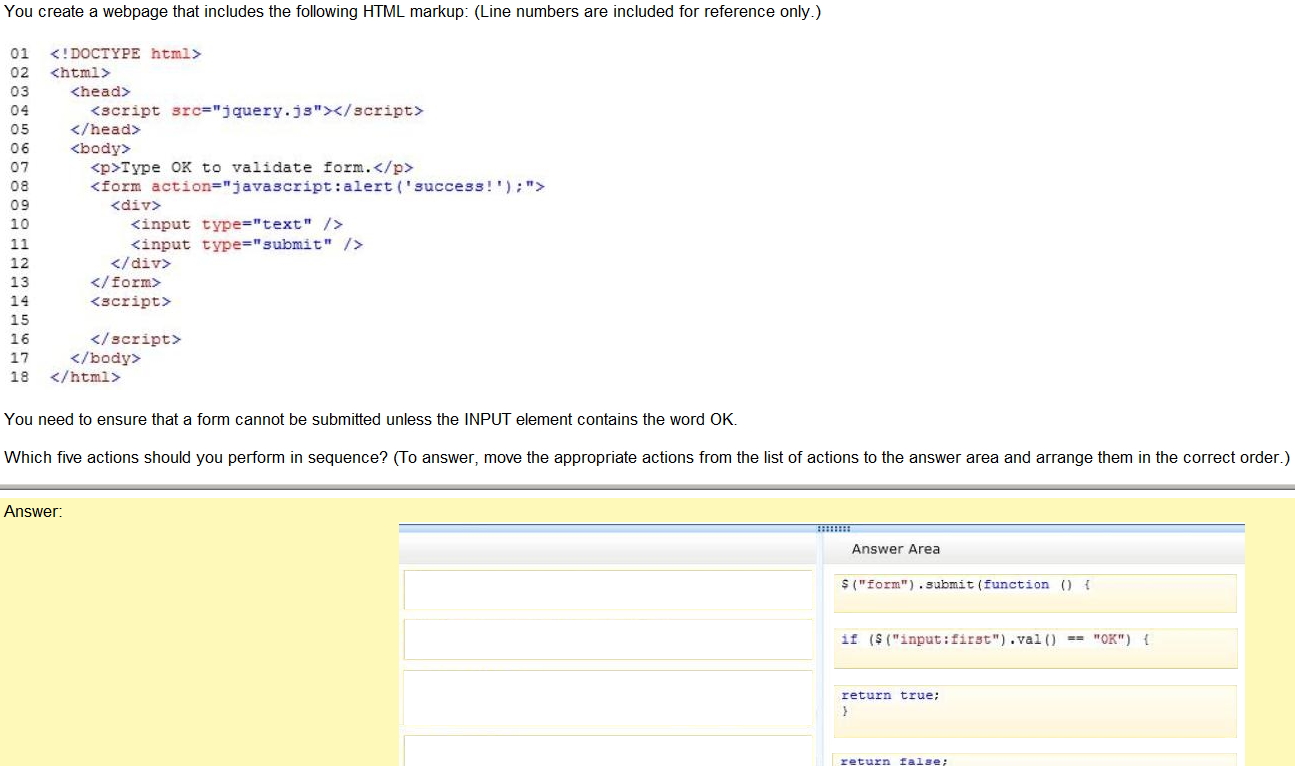 You create a webpage that includes the following HTML markup: (Line numbers are included for reference only.)
01 <!DOCTYPE html>
02 <html>
03 <head>
04 <script src="jquery.js"></script>
05 </head>
06 <body>
07 <p>Type OK to validate form.</p>
08 <form action="javascript:alert('success!');">
09 <div>
10 <input type="text" />
11 <input type="submit" />
12 </div>
13 </form>
14 <script>
15
16 </script>
17 </body>
18 </html>
You need to ensure that a form cannot be submitted unless the INPUT element contains the word OK.
Which five actions should you perform in sequence? (To answer, move the appropriate actions from the list of actions to the answer area and arrange them in the correct order.)
Answer:
Answer Area
$("form").submit(function () {
if ($("input:first").val() == "OK") {
return true;
}
return false;